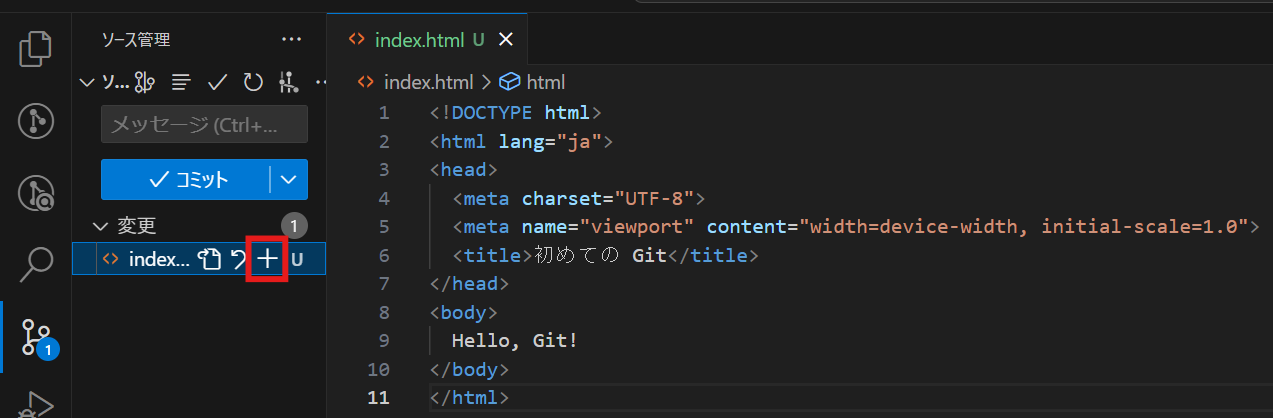 ソース管理
ソ...
メッセージ (Ctrl+...
コミット
変更 1
index... U
1
index.html U
index.html > html
1 <!DOCTYPE html>
2 <html lang="ja">
3 <head>
4 <meta charset="UTF-8">
5 <meta name="viewport" content="width=device-width, initial-scale=1.0">
6 <title>初めての Git</title>
7 </head>
8 <body>
9 Hello, Git!
10 </body>
11 </html>